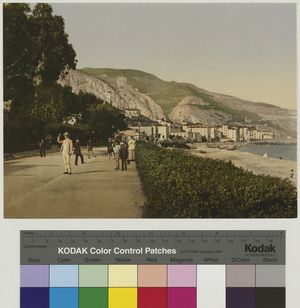 KODAK Color Control Patches
Kodak
Blue Cyan Green Yellow Red Magenta White 3/Color Black